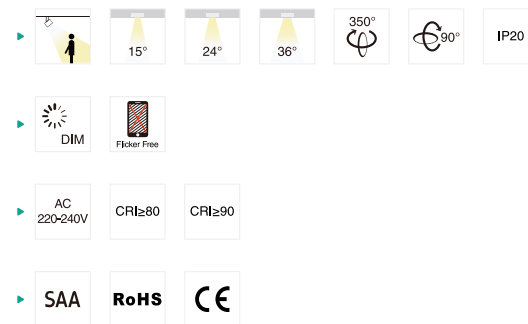 15°
24°
36°
350°
90°
IP20
DIM
Flicker Free
AC
220-240V
CRI≥80
CRI≥90
SAA
RoHS
CE